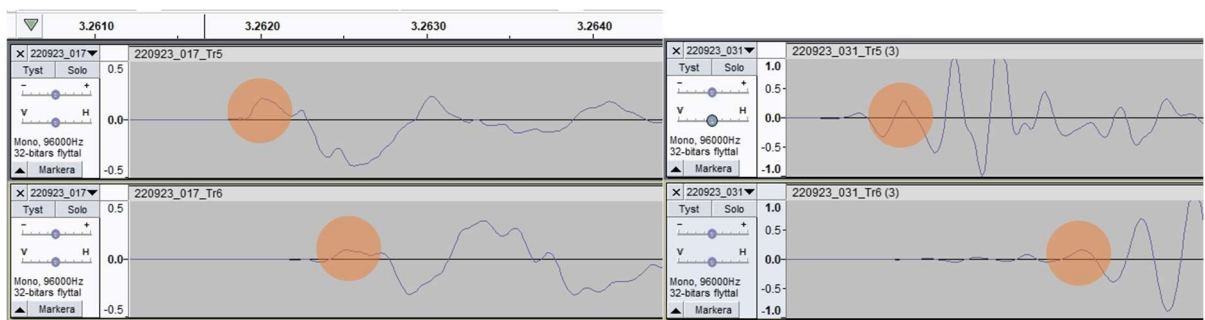 3.2610 3.2620 3.2630 3.2640
× 220923_017▼ 220923_017_Tr5
Tyst Solo
0.5
- +
V H
0.0-
Mono, 96000Hz
32-bitars flyttal
▲ Markera
-0.5
× 220923_017▼ 220923_017_Tr6
Tyst Solo
0.5
- +
V H
0.0-
Mono, 96000Hz
32-bitars flyttal
▲ Markera
-0.5
× 220923_031▼ 220923_031_Tr5 (3)
Tyst Solo
1.0
- +
0.5-
V H
0.0-
Mono, 96000Hz
-0.5-
32-bitars flyttal
▲ Markera
-1.0
× 220923_031▼ 220923_031_Tr6 (3)
Tyst Solo
1.0
- +
0.5-
V H
0.0-
Mono, 96000Hz
-0.5-
32-bitars flyttal
▲ Markera
-1.0